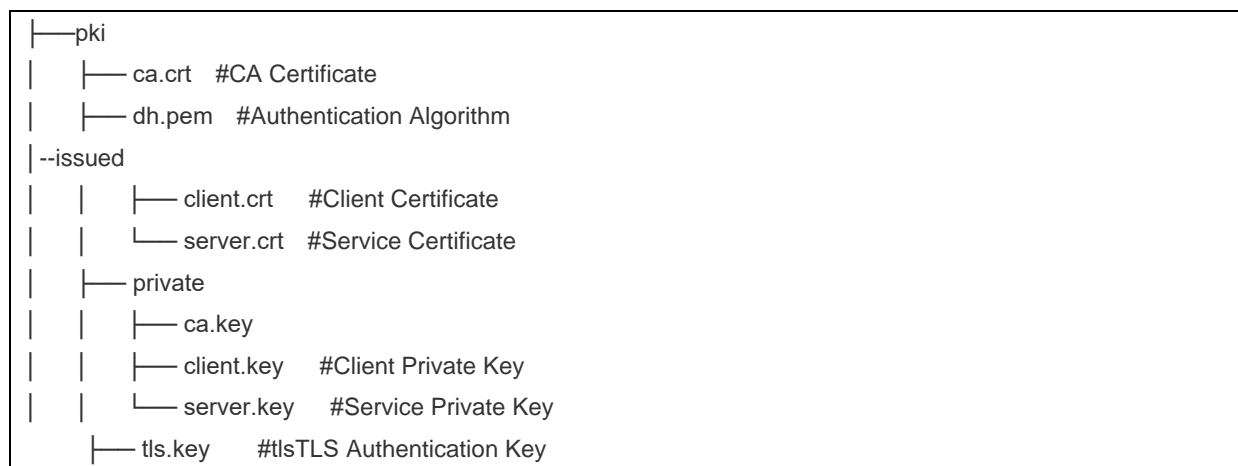 ├──pki
│ ├── ca.crt #CA Certificate
│ ├── dh.pem #Authentication Algorithm
│--issued
│ │ ├── client.crt #Client Certificate
│ │ └── server.crt #Service Certificate
│ ├── private
│ │ ├── ca.key
│ │ ├── client.key #Client Private Key
│ │ └── server.key #Service Private Key
├── tls.key #tlsTLS Authentication Key